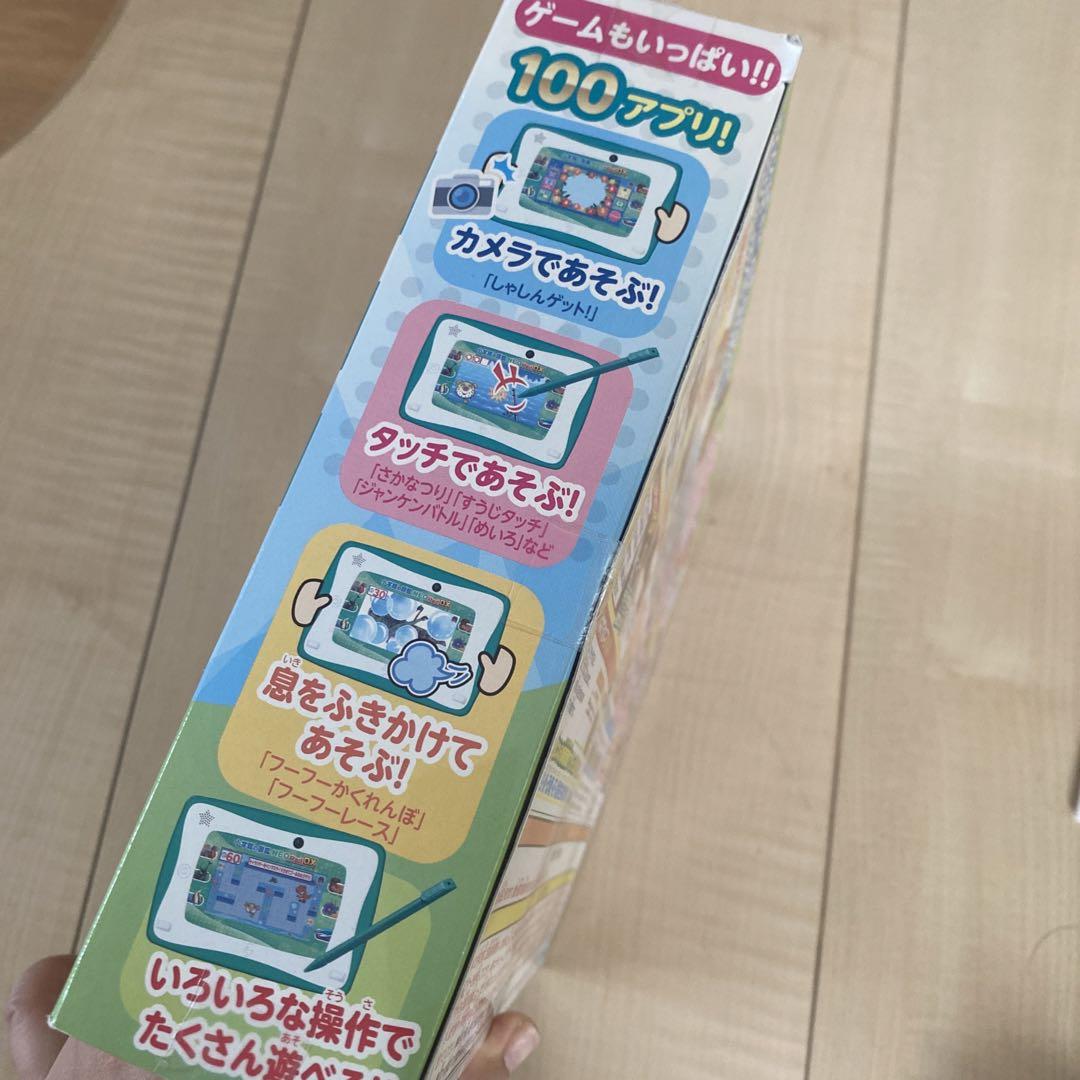 ゲームもいっぱい!!
100アプリ!
カメラであそぶ!
「しゃしんゲット!」
タッチであそぶ!
「さかなつり」「すうじタッチ」
「ジャンケンバトル」「めいろ」など
30
いき
息をふきかけて
あそぶ!
「フーフーかくれんぼ」
「フーフーレース」
60
そう さ
いろいろな操作で
あそ
たくさん遊べる